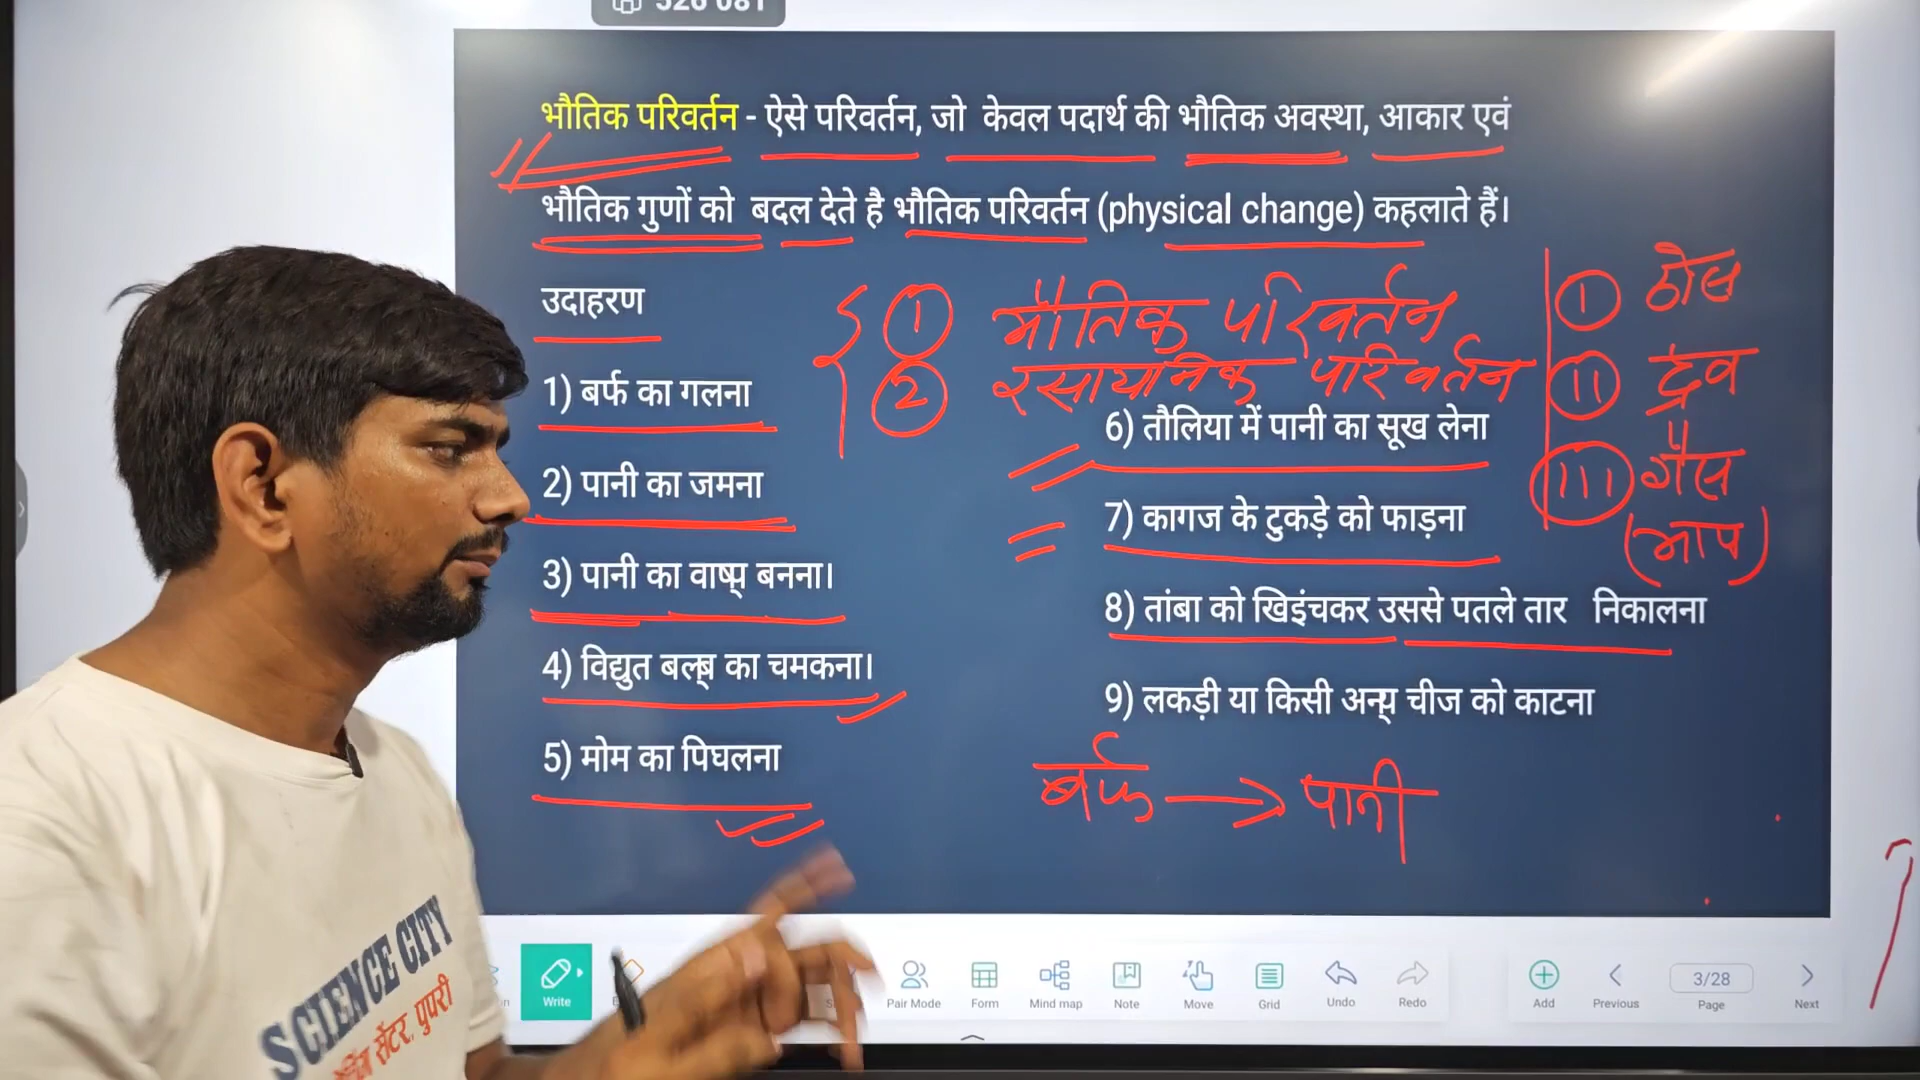 526 081
भौतिक परिवर्तन - ऐसे परिवर्तन, जो केवल पदार्थ की भौतिक अवस्था, आकार एवं
भौतिक गुणों को बदल देते है भौतिक परिवर्तन (physical change) कहलाते हैं।
उदाहरण
1) बर्फ का गलना
2) पानी का जमना
3) पानी का वाष्प बनना।
4) विद्युत बल्ब का चमकना।
5) मोम का पिघलना
① भौतिक परिवर्तन
② रसायानिक परिवर्तन
6) तौलिया में पानी का सूख लेना
7) कागज के टुकड़े को फाड़ना
8) तांबा को खिइंचकर उससे पतले तार निकालना
9) लकड़ी या किसी अन्य चीज को काटना
बर्फ → पानी
I ठोस
II द्रव
III गैस
(भाप)
SCIENCE CITY
सेंटर, पुपरी
Write
Pair Mode
Form
Mind map
Note
Move
Grid
Undo
Redo
Add
Previous
3/28
Page
Next